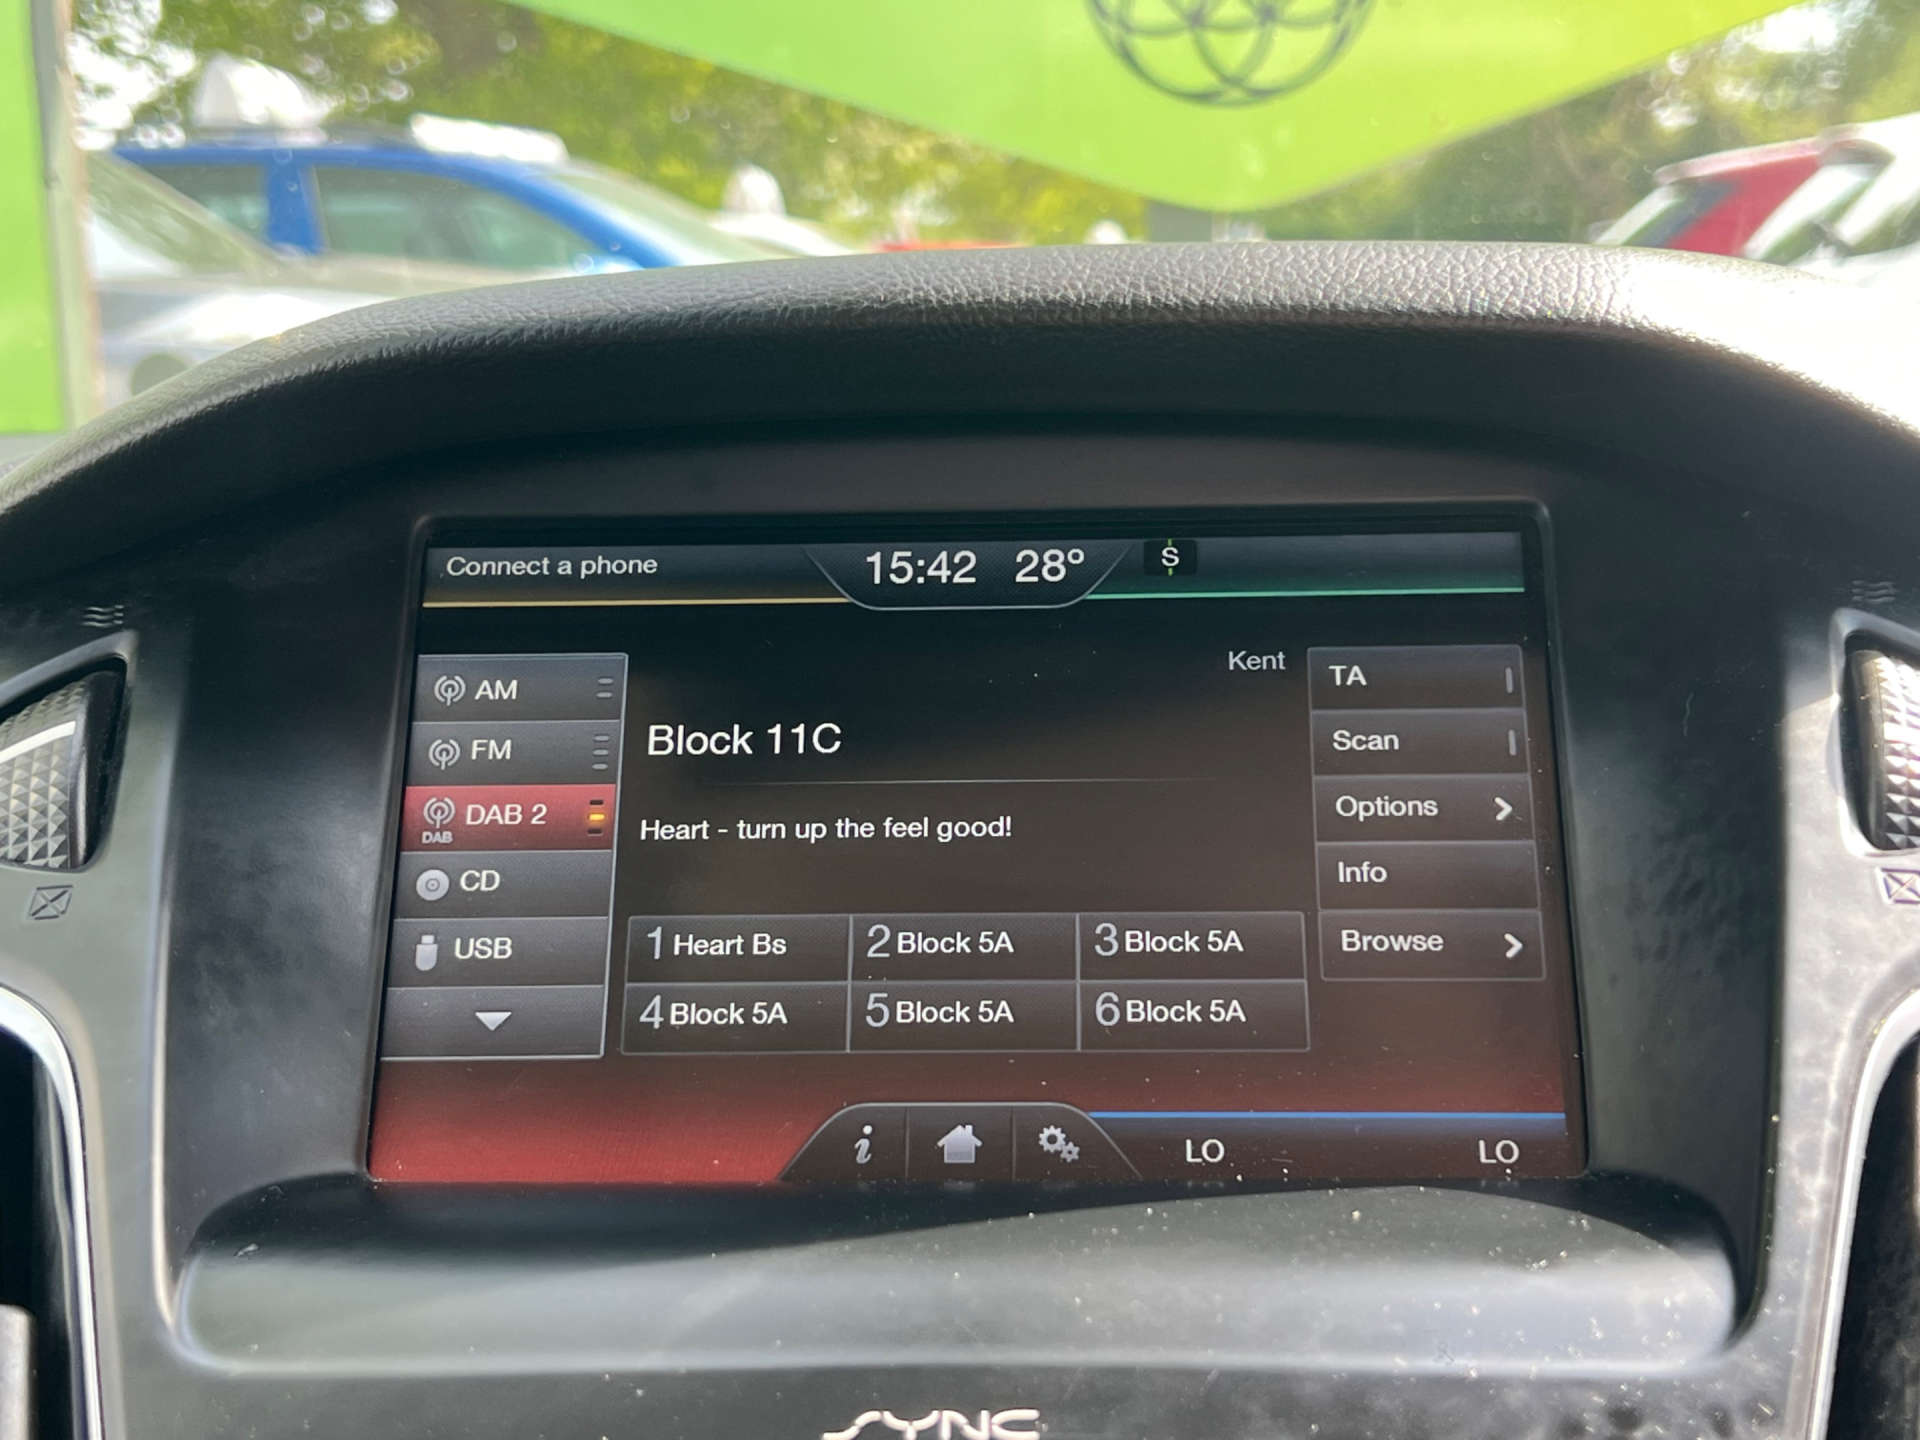 Connect a phone
15:42 28°
S
Kent
AM
FM
DAB
DAB 2
CD
USB
Block 11C
Heart - turn up the feel good!
1 Heart Bs
2 Block 5A
3 Block 5A
4 Block 5A
5 Block 5A
6 Block 5A
TA
Scan
Options
Info
Browse
i
LO
LO
SYNC